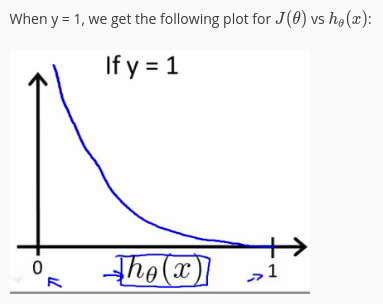 When y = 1, we get the following plot for J(θ) vs hθ(x):
If y = 1
0 hθ(x) 1